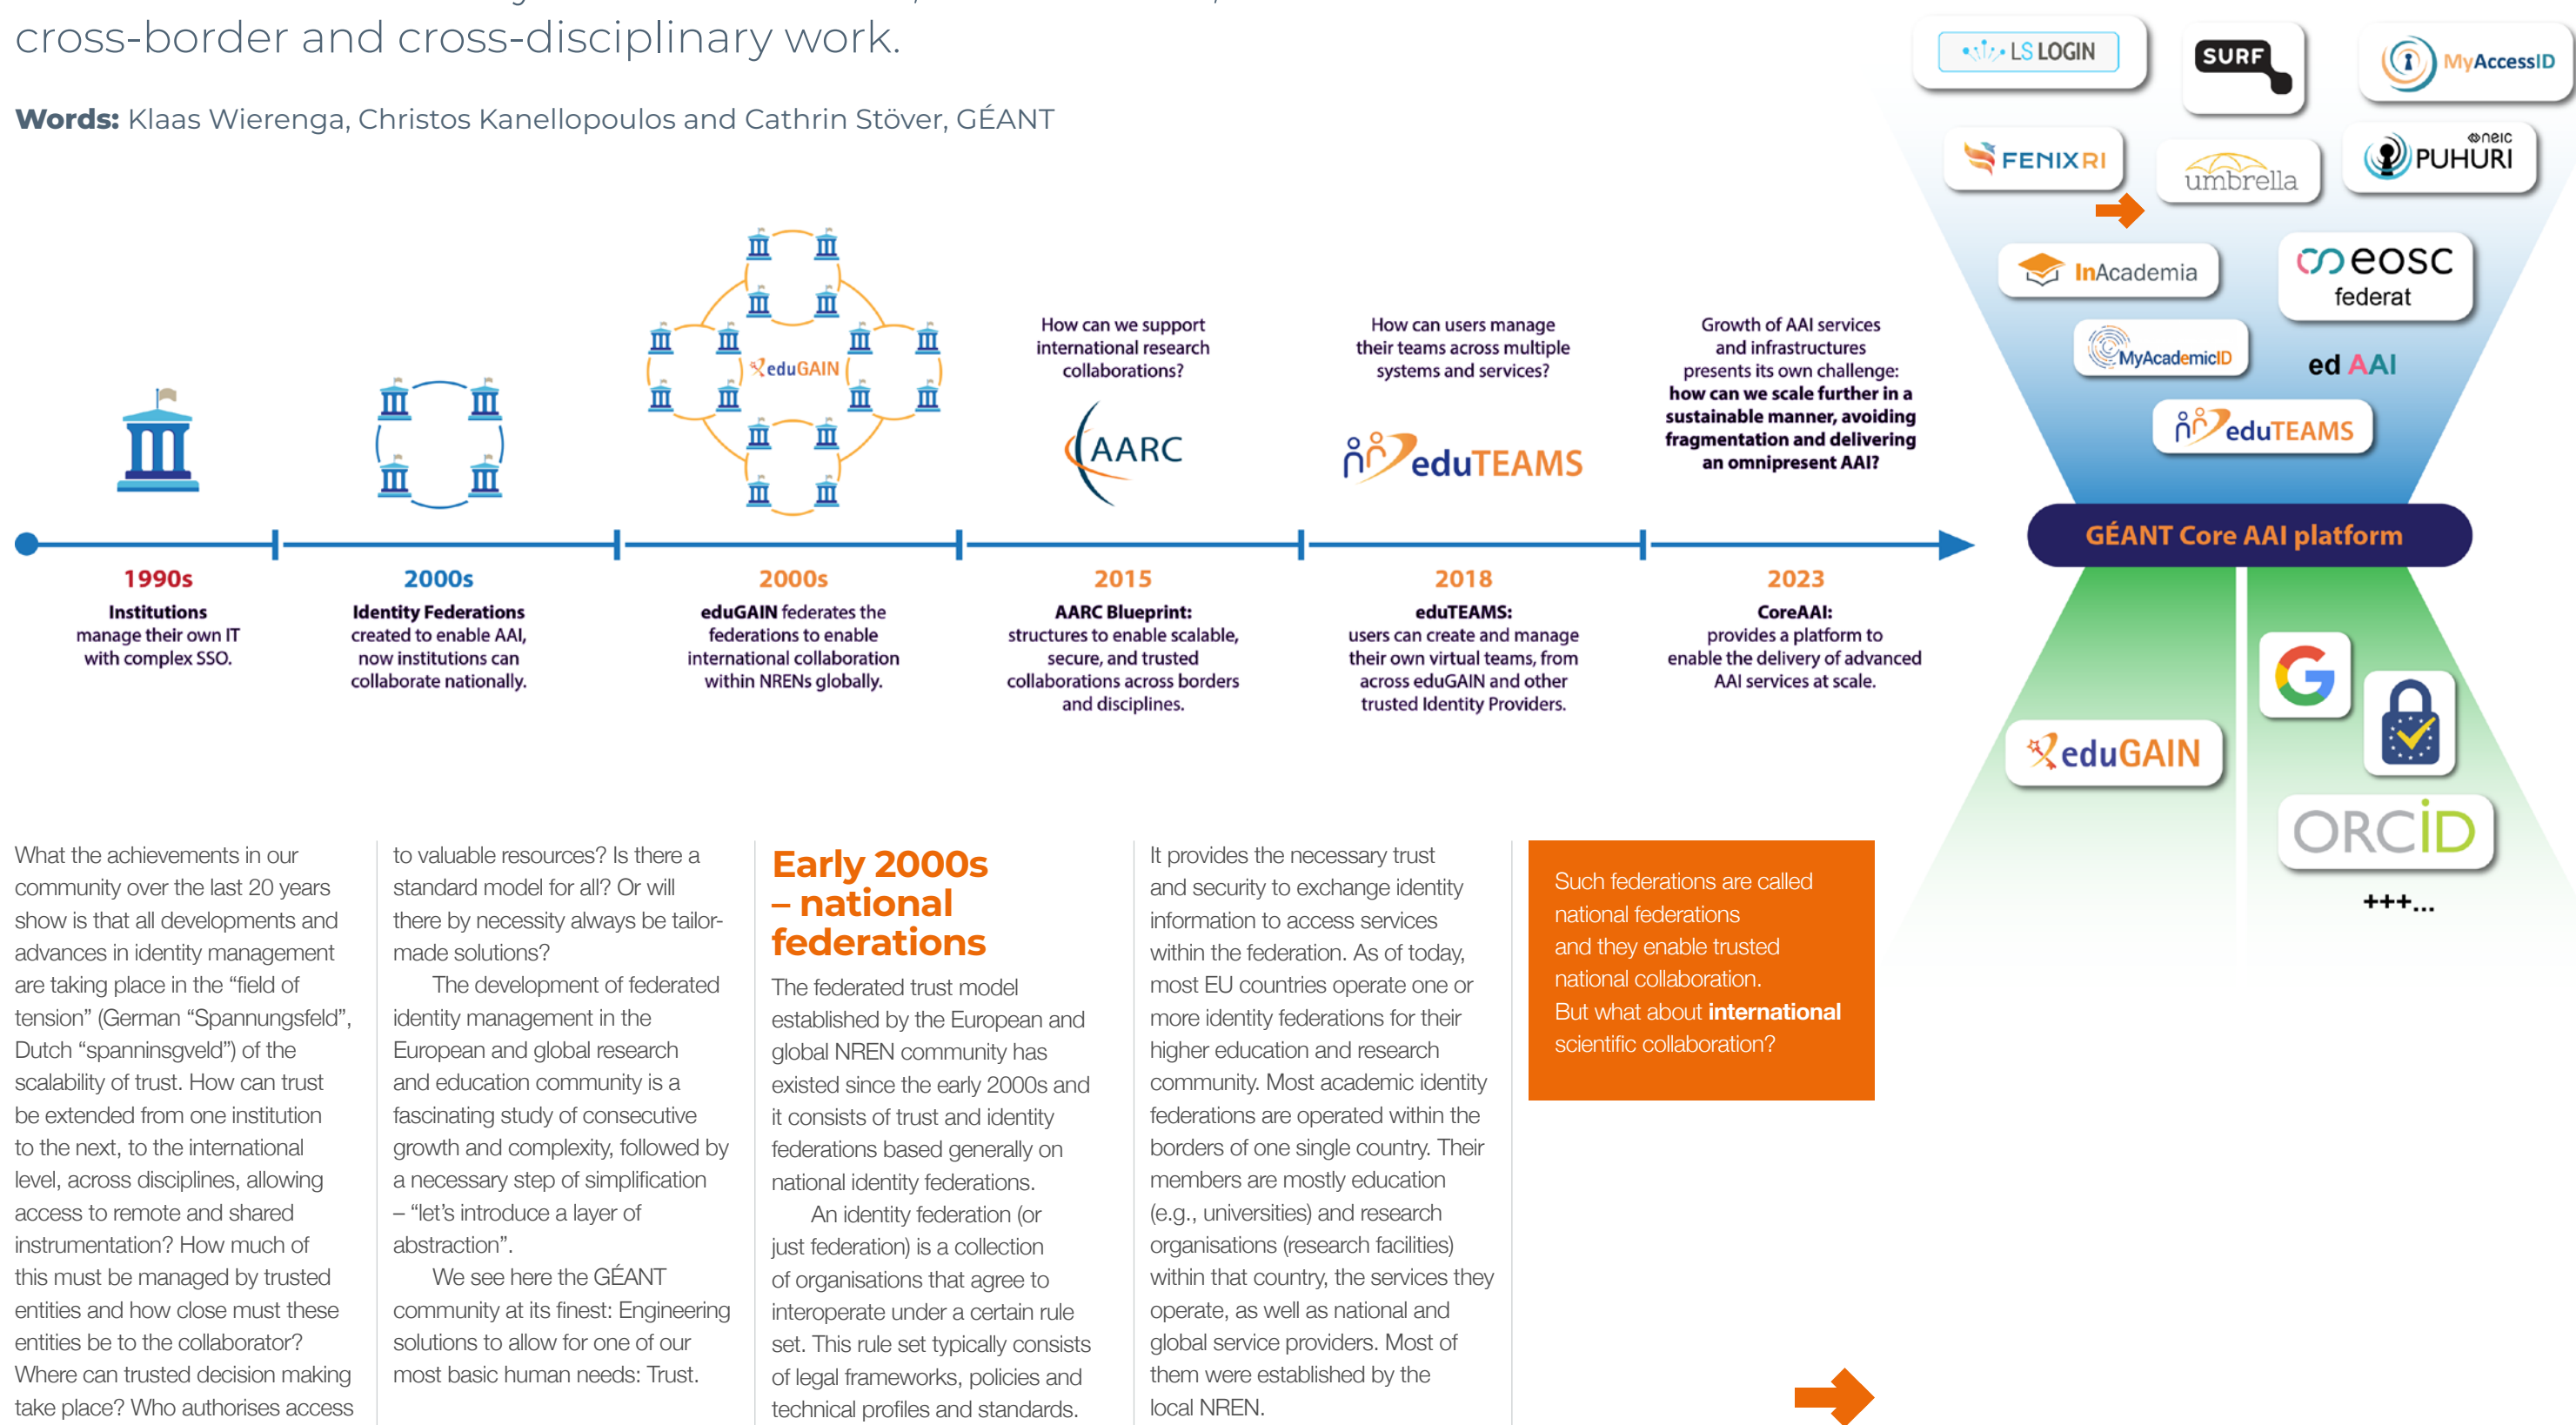 cross-border and cross-disciplinary work.
Words: Klaas Wierenga, Christos Kanellopoulos and Cathrin Stöver, GÉANT
eduGAIN
How can we support
international research
collaborations?
AARC
How can users manage
their teams across multiple
systems and services?
eduTEAMS
Growth of AAI services
and infrastructures
presents its own challenge:
how can we scale further in a
sustainable manner, avoiding
fragmentation and delivering
an omnipresent AAI?
1990s
Institutions
manage their own IT
with complex SSO.
2000s
Identity Federations
created to enable AAI,
now institutions can
collaborate nationally.
2000s
eduGAIN federates the
federations to enable
international collaboration
within NRENs globally.
2015
AARC Blueprint:
structures to enable scalable,
secure, and trusted
collaborations across borders
and disciplines.
2018
eduTEAMS:
users can create and manage
their own virtual teams, from
across eduGAIN and other
trusted Identity Providers.
2023
CoreAAI:
provides a platform to
enable the delivery of advanced
AAI services at scale.
LS LOGIN
SURF
MyAccessID
FENIX RI
umbrella
neic
PUHURI
InAcademia
eosc
federat
MyAcademicID
ed AAI
eduTEAMS
GÉANT Core AAI platform
G
eduGAIN
ORCiD
+++...
What the achievements in our
community over the last 20 years
show is that all developments and
advances in identity management
are taking place in the “field of
tension” (German “Spannungsfeld”,
Dutch “spanninsgveld”) of the
scalability of trust. How can trust
be extended from one institution
to the next, to the international
level, across disciplines, allowing
access to remote and shared
instrumentation? How much of
this must be managed by trusted
entities and how close must these
entities be to the collaborator?
Where can trusted decision making
take place? Who authorises access
to valuable resources? Is there a
standard model for all? Or will
there by necessity always be tailor-
made solutions?
The development of federated
identity management in the
European and global research
and education community is a
fascinating study of consecutive
growth and complexity, followed by
a necessary step of simplification
– “let’s introduce a layer of
abstraction”.
We see here the GÉANT
community at its finest: Engineering
solutions to allow for one of our
most basic human needs: Trust.
Early 2000s
– national
federations
The federated trust model
established by the European and
global NREN community has
existed since the early 2000s and
it consists of trust and identity
federations based generally on
national identity federations.
An identity federation (or
just federation) is a collection
of organisations that agree to
interoperate under a certain rule
set. This rule set typically consists
of legal frameworks, policies and
technical profiles and standards.
It provides the necessary trust
and security to exchange identity
information to access services
within the federation. As of today,
most EU countries operate one or
more identity federations for their
higher education and research
community. Most academic identity
federations are operated within the
borders of one single country. Their
members are mostly education
(e.g., universities) and research
organisations (research facilities)
within that country, the services they
operate, as well as national and
global service providers. Most of
them were established by the
local NREN.
Such federations are called
national federations
and they enable trusted
national collaboration.
But what about international
scientific collaboration?